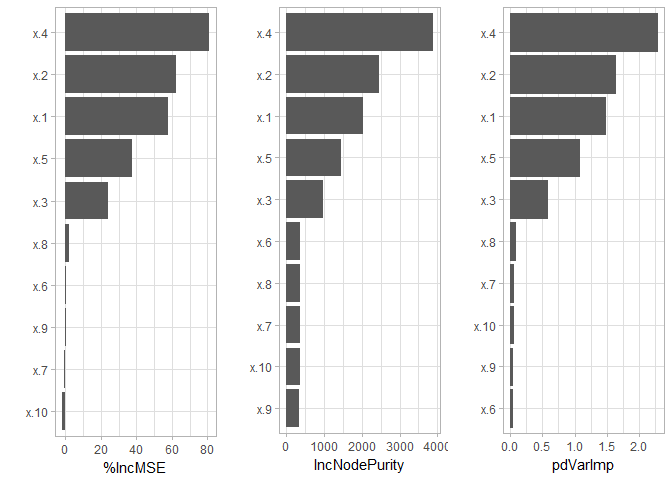 x.4
x.2
x.1
x.5
x.3
x.8
x.6
x.9
x.7
x.10
0 20 40 60 80
%IncMSE
x.4
x.2
x.1
x.5
x.3
x.6
x.8
x.7
x.10
x.9
0 1000 2000 3000 4000
IncNodePurity
x.4
x.2
x.1
x.5
x.3
x.8
x.7
x.10
x.9
x.6
0.0 0.5 1.0 1.5 2.0
pdVarImp